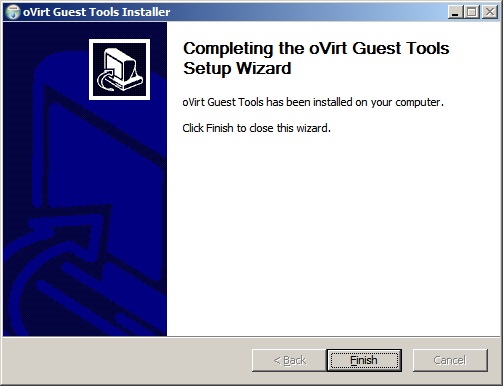 oVirt Guest Tools Installer
Completing the oVirt Guest Tools
Setup Wizard
oVirt Guest Tools has been installed on your computer.
Click Finish to close this wizard.
< Back
Finish
Cancel